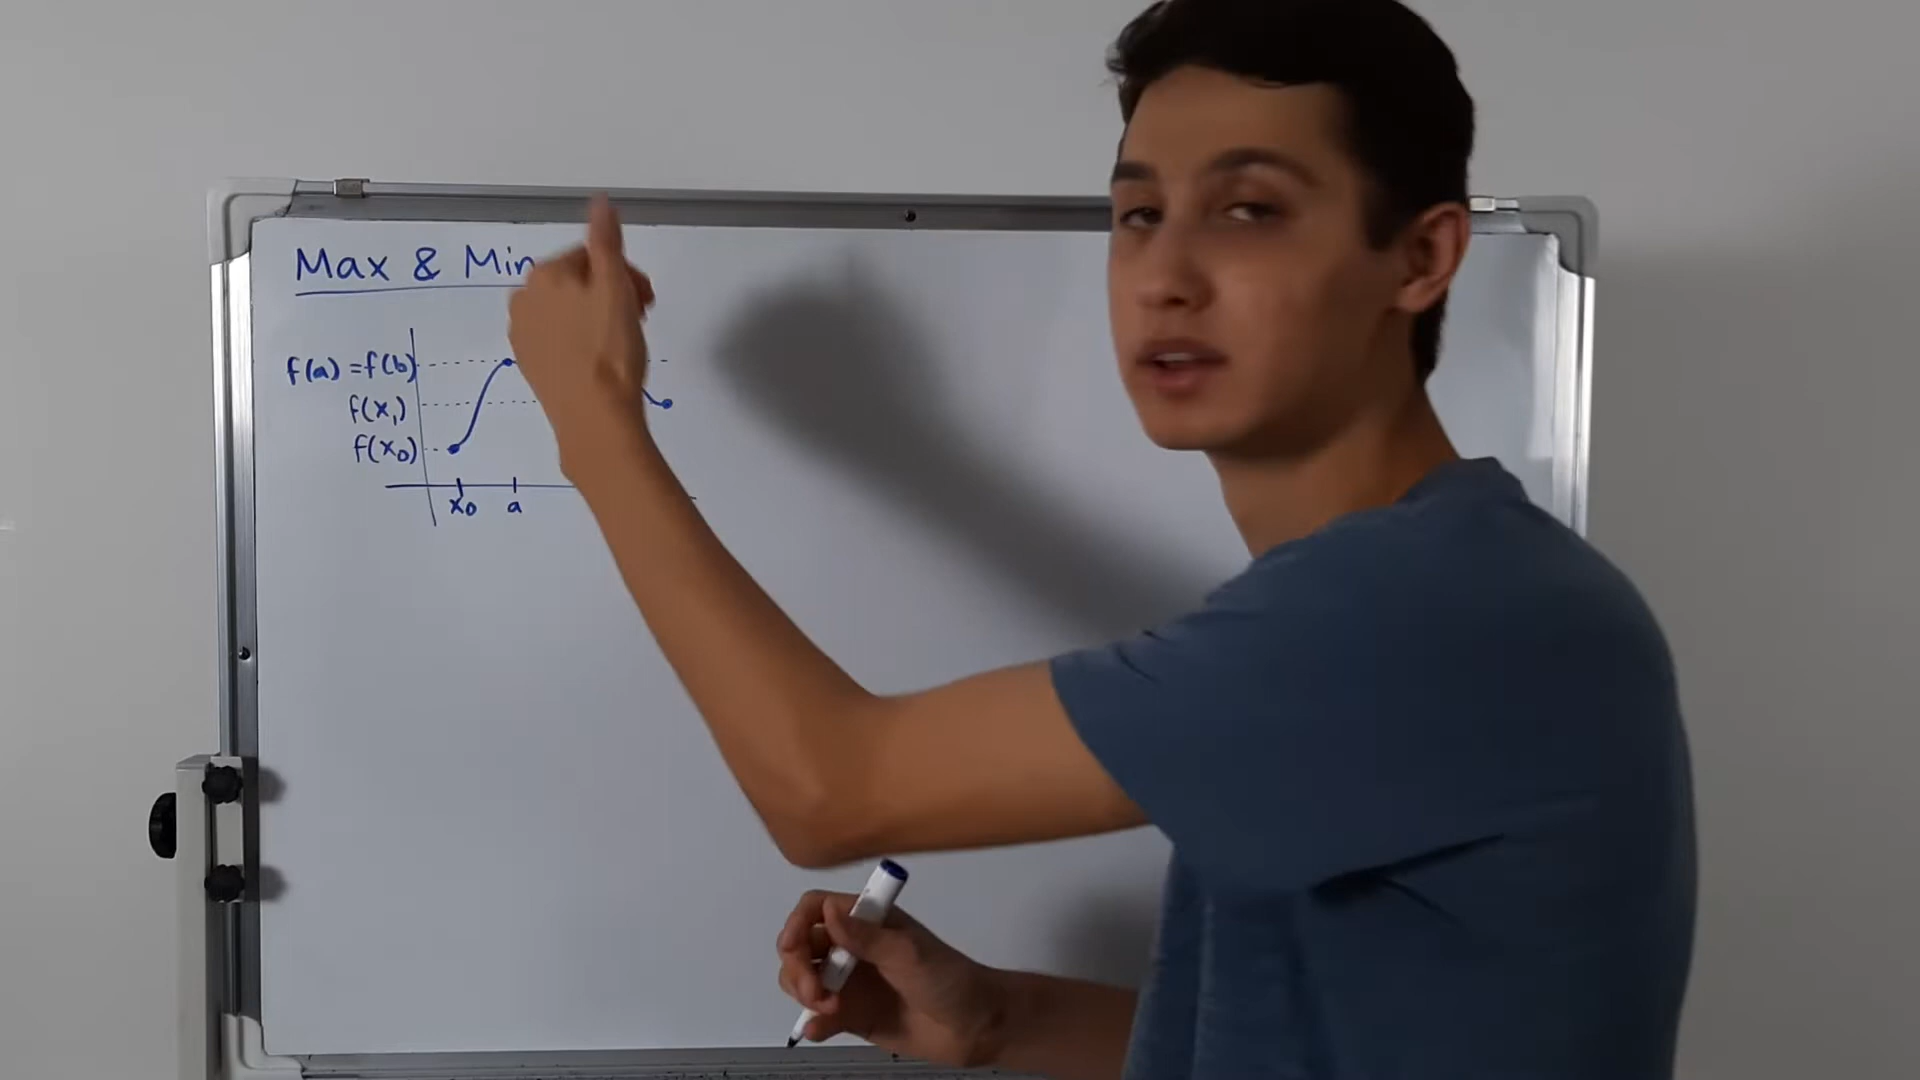 Max & Min
f(a) = f(b)
f(x₁)
f(x₀)
x₀ a